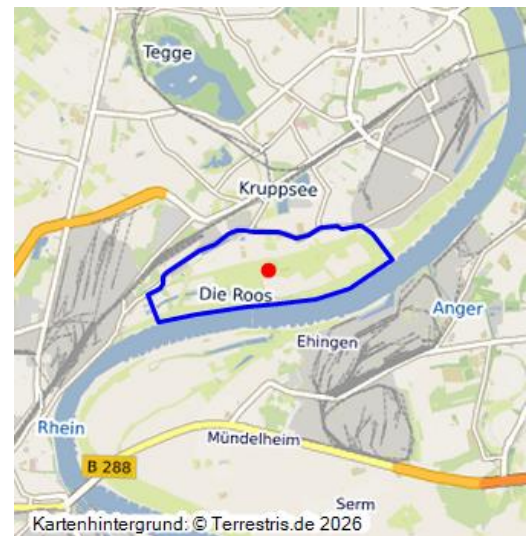 Tegge
Kruppsee
Die Roos
Anger
Ehingen
Rhein
Mündelheim
B 288
Serm
Kartenhintergrund: © Terrestris.de 2026